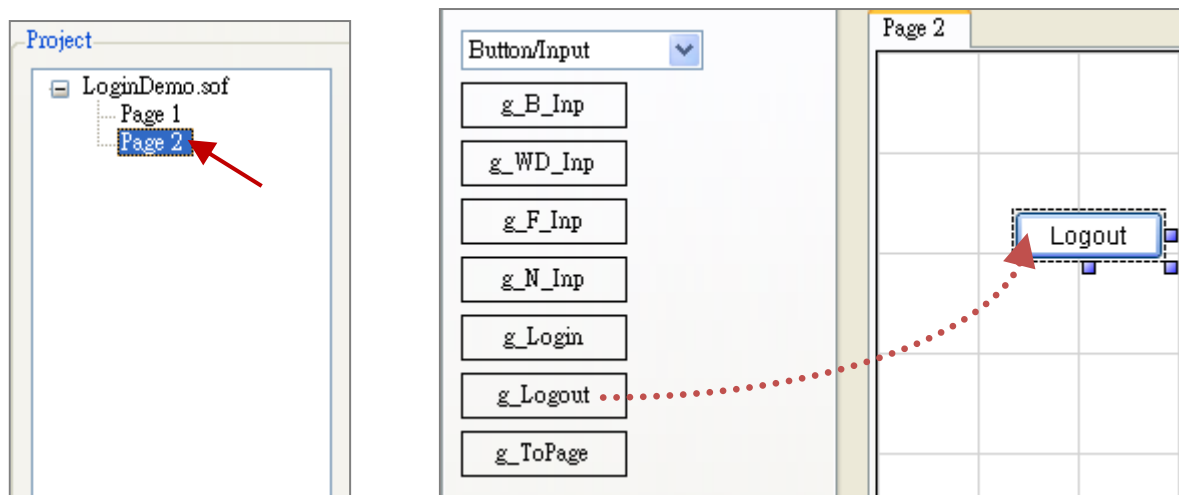 Project
LoginDemo.sof
Page 1
Page 2
Button/Input
g_B_Inp
g_WD_Inp
g_F_Inp
g_N_Inp
g_Login
g_Logout
g_ToPage
Page 2
Logout